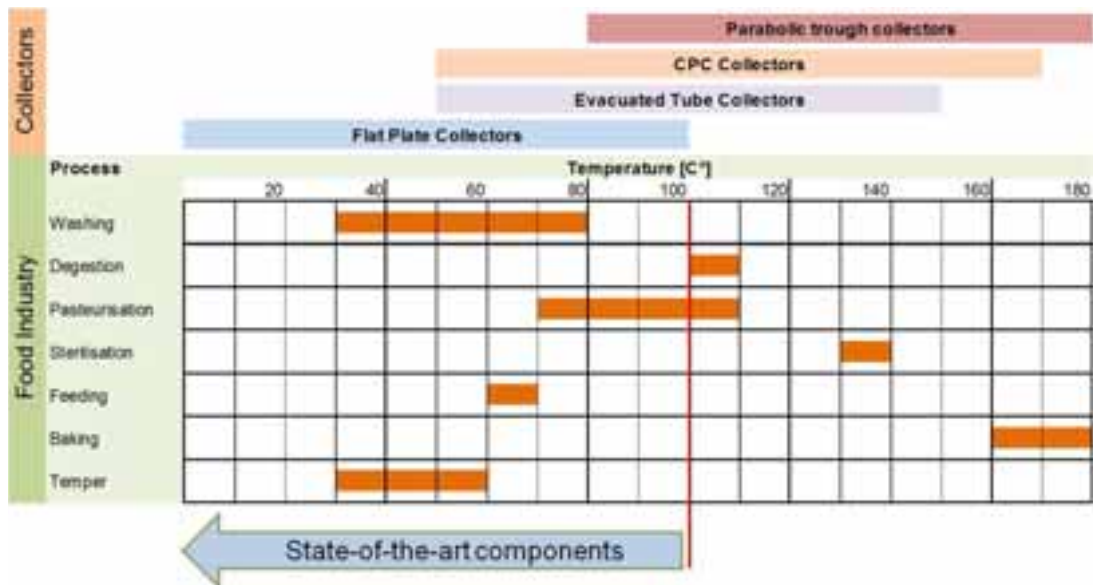 Collectors
Parabolic trough collectors
CPC Collectors
Evacuated Tube Collectors
Flat Plate Collectors
Food Industry
Process
Temperature [C°]
20 40 60 80 100 120 140 160 180
Washing
Degestion
Pasteurisation
Sterilisation
Feeding
Baking
Temper
State-of-the-art components